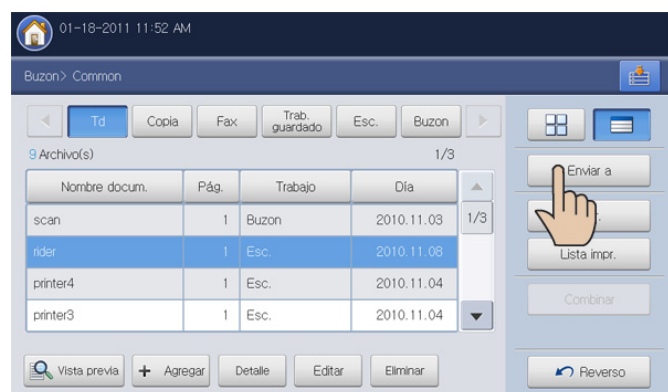 01-18-2011 11:52 AM
Buzon> Common
Td Copia Fax Trab. guardado Esc. Buzon
9 Archivo(s) 1/3
Nombre docum. Pág. Trabajo Día
scan 1 Buzon 2010.11.03 1/3
rider 1 Esc. 2010.11.08
printer4 1 Esc. 2010.11.04
printer3 1 Esc. 2010.11.04
Vista previa + Agregar Detalle Editar Eliminar
Enviar a
Lista impr.
Combinar
Reverso